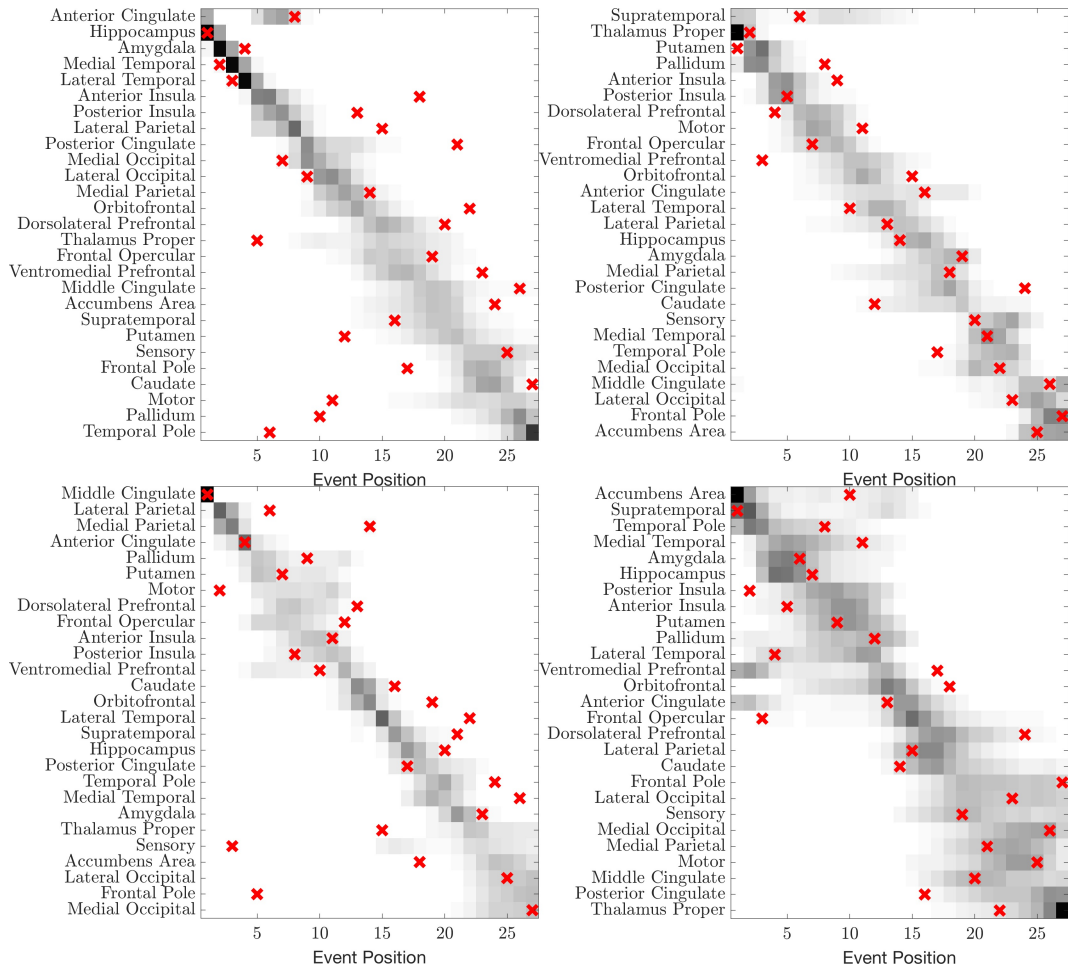 Anterior Cingulate
Hippocampus
Amygdala
Medial Temporal
Lateral Temporal
Anterior Insula
Posterior Insula
Lateral Parietal
Posterior Cingulate
Medial Occipital
Lateral Occipital
Medial Parietal
Orbitofrontal
Dorsolateral Prefrontal
Thalamus Proper
Frontal Opercular
Ventromedial Prefrontal
Middle Cingulate
Accumbens Area
Supratemporal
Putamen
Sensory
Frontal Pole
Caudate
Motor
Pallidum
Temporal Pole
5 10 15 20 25
Event Position
Supratemporal
Thalamus Proper
Putamen
Pallidum
Anterior Insula
Posterior Insula
Dorsolateral Prefrontal
Motor
Frontal Opercular
Ventromedial Prefrontal
Orbitofrontal
Anterior Cingulate
Lateral Temporal
Lateral Parietal
Hippocampus
Amygdala
Medial Parietal
Posterior Cingulate
Caudate
Sensory
Medial Temporal
Temporal Pole
Medial Occipital
Middle Cingulate
Lateral Occipital
Frontal Pole
Accumbens Area
5 10 15 20 25
Event Position
Middle Cingulate
Lateral Parietal
Medial Parietal
Anterior Cingulate
Pallidum
Putamen
Motor
Dorsolateral Prefrontal
Frontal Opercular
Anterior Insula
Posterior Insula
Ventromedial Prefrontal
Caudate
Orbitofrontal
Lateral Temporal
Supratemporal
Hippocampus
Posterior Cingulate
Temporal Pole
Medial Temporal
Amygdala
Thalamus Proper
Sensory
Accumbens Area
Lateral Occipital
Frontal Pole
Medial Occipital
5 10 15 20 25
Event Position
Accumbens Area
Supratemporal
Temporal Pole
Medial Temporal
Amygdala
Hippocampus
Posterior Insula
Anterior Insula
Putamen
Pallidum
Lateral Temporal
Ventromedial Prefrontal
Orbitofrontal
Anterior Cingulate
Frontal Opercular
Dorsolateral Prefrontal
Lateral Parietal
Caudate
Frontal Pole
Lateral Occipital
Sensory
Medial Occipital
Medial Parietal
Motor
Middle Cingulate
Posterior Cingulate
Thalamus Proper
5 10 15 20 25
Event Position